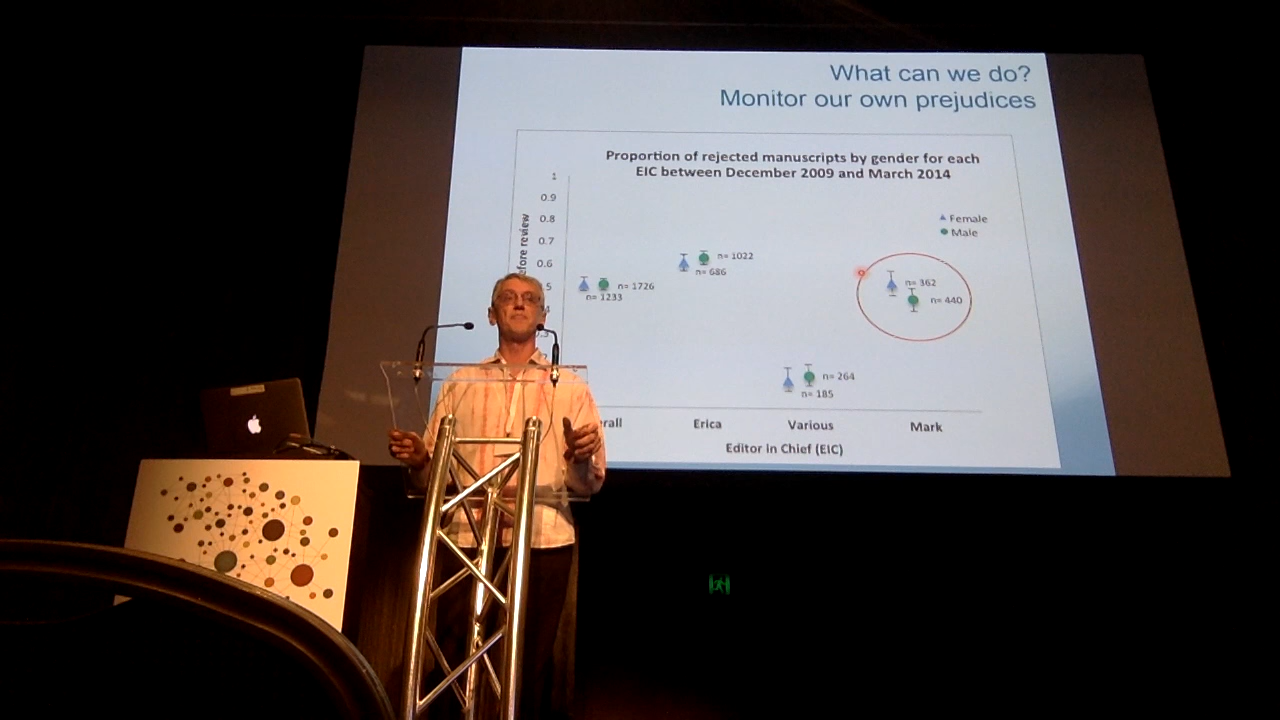 What can we do?
Monitor our own prejudices
Proportion of rejected manuscripts by gender for each
EIC between December 2009 and March 2014
1
0.9
0.8
0.7
0.6
review
Female
Male
n= 1022
n= 686
n= 1726
n= 1233
n= 362
n= 440
n= 264
n= 185
Erica
Various
Mark
Editor in Chief (EIC)